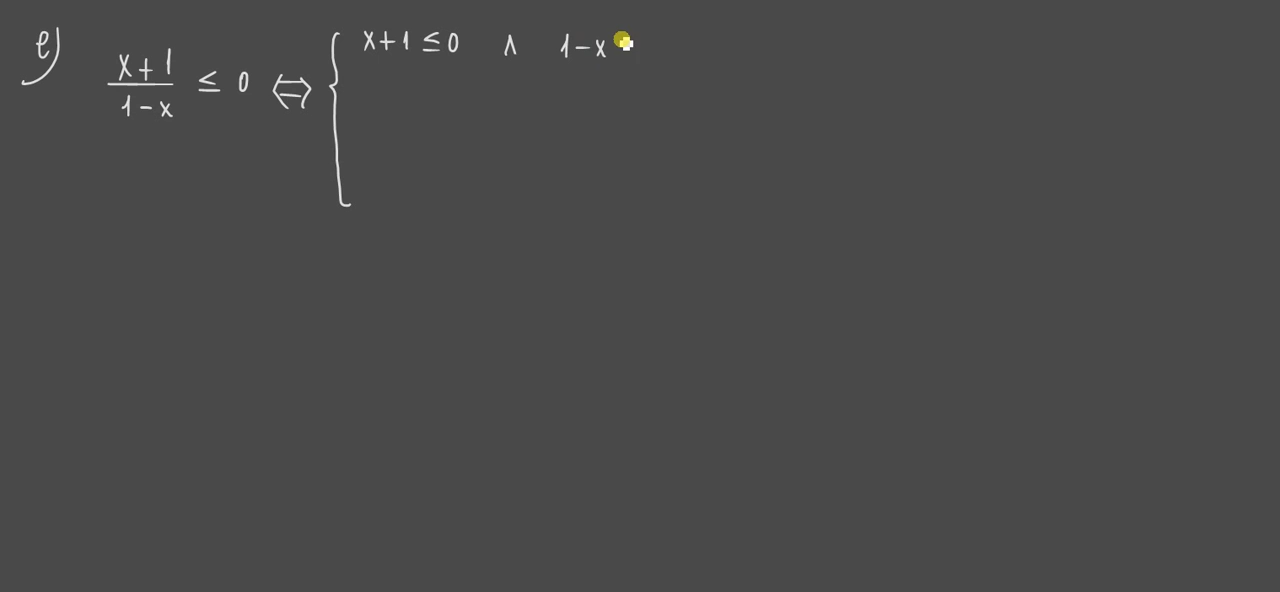 e) (x+1)/(1-x) ≤ 0 ⇔ { x+1 ≤ 0 ∧ 1-x